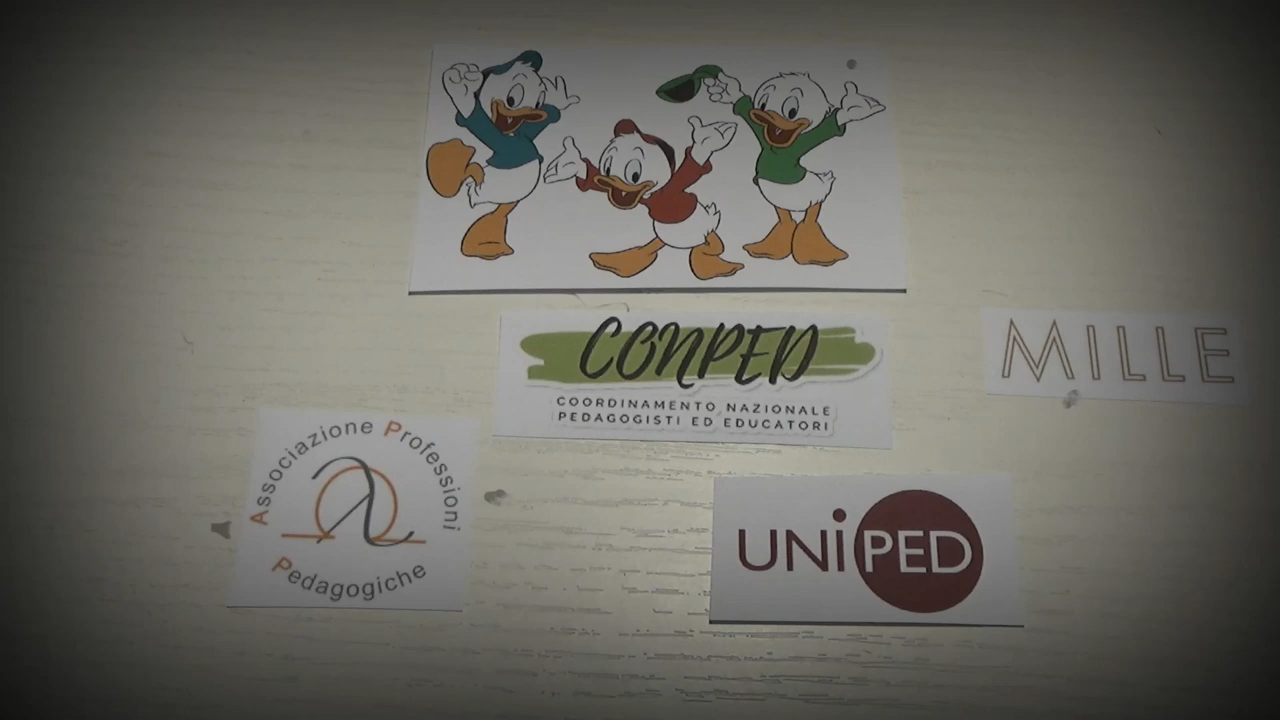 CONPED
COORDINAMENTO NAZIONALE
PEDAGOGISTI ED EDUCATORI
MILLE
Associazione Professioni
Pedagogiche
UNiPED